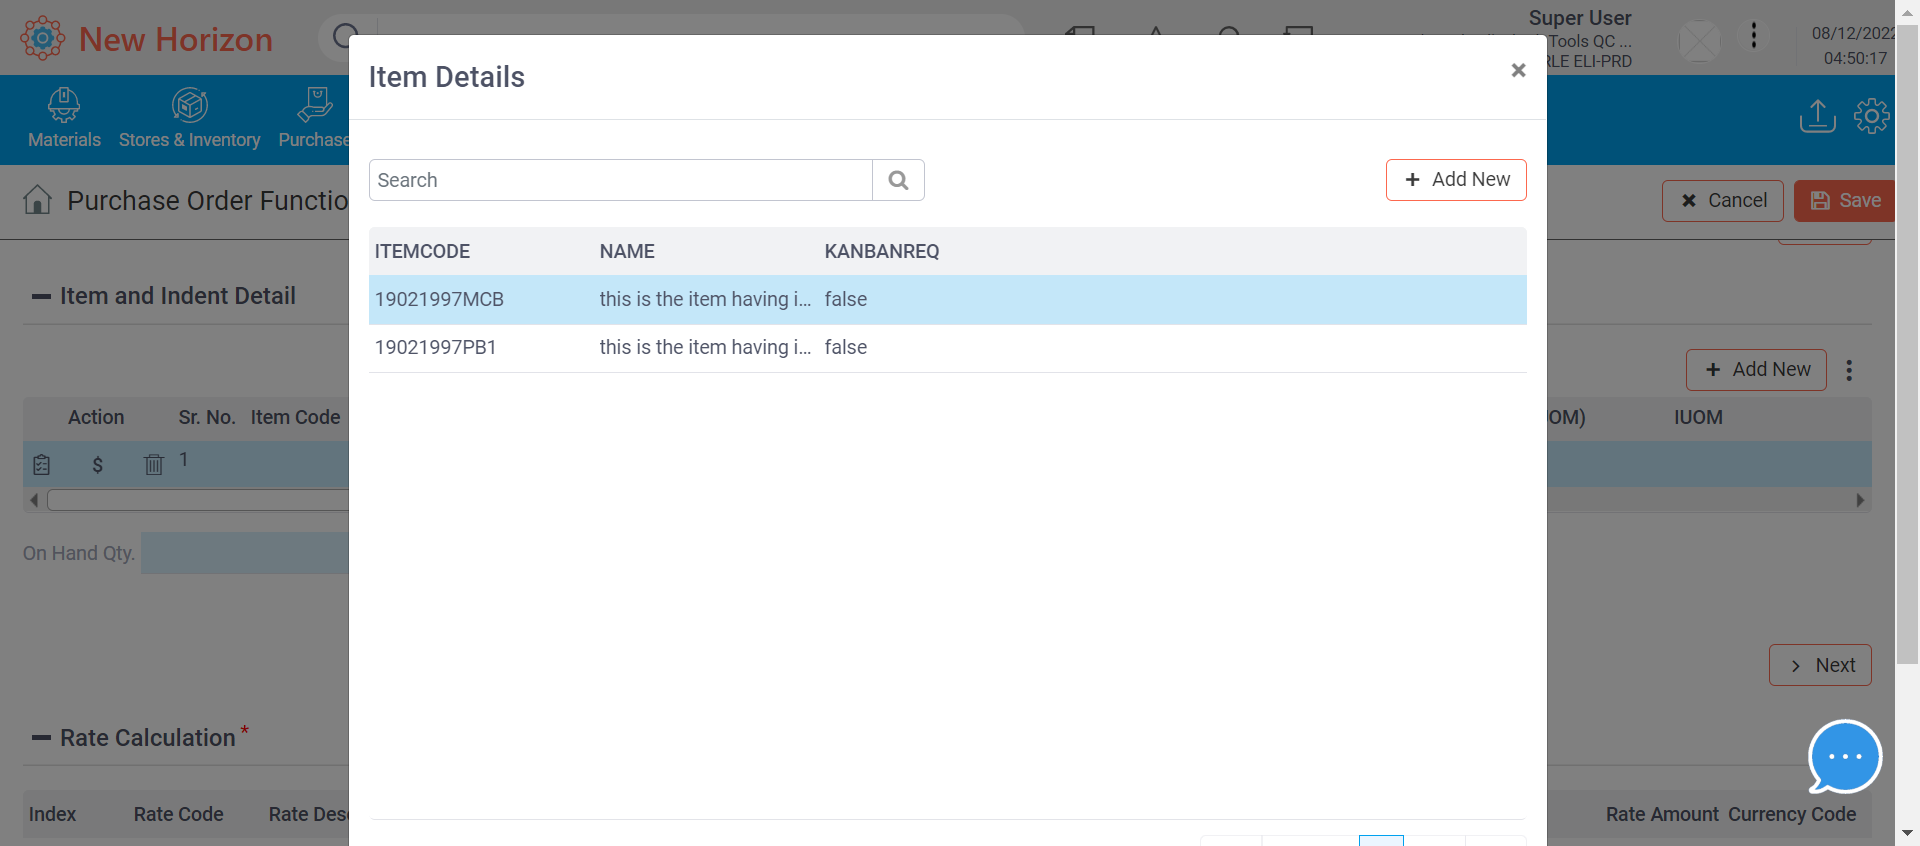 New Horizon
Super User
Tools QC ...
RLE ELI-PRD
08/12/2022
04:50:17
Materials
Stores & Inventory
Purchase
Purchase Order Functio
Cancel
Save
Item Details
×
Search
+ Add New
ITEMCODE NAME KANBANREQ
19021997MCB this is the item having i... false
19021997PB1 this is the item having i... false
Item and Indent Detail
+ Add New
Action Sr. No. Item Code OM) IUOM
$ 1
On Hand Qty.
Next
Rate Calculation *
Index Rate Code Rate Desc Rate Amount Currency Code